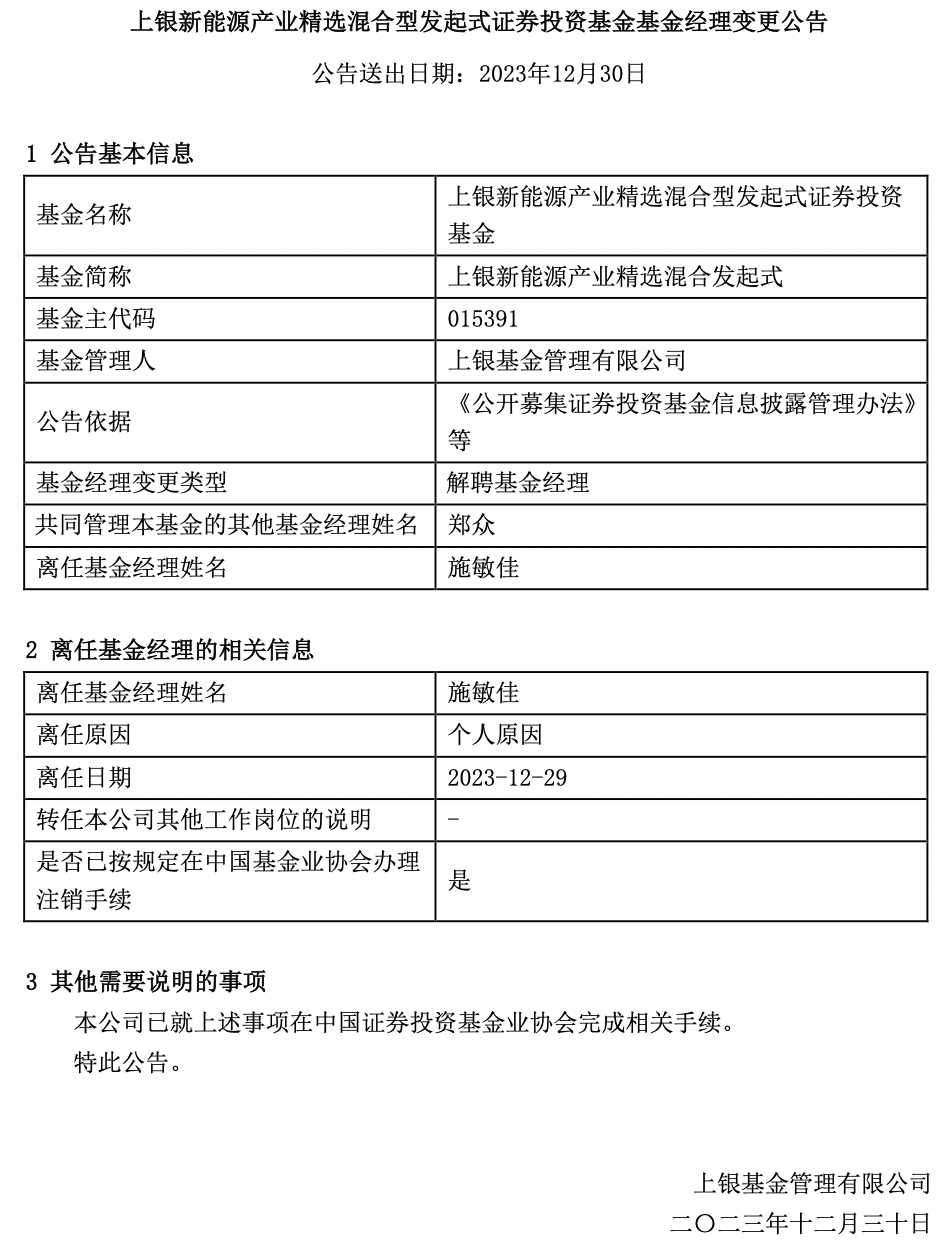 上银新能源产业精选混合型发起式证券投资基金基金经理变更公告
公告送出日期：2023年12月30日
1 公告基本信息
基金名称
上银新能源产业精选混合型发起式证券投资
基金
基金简称
上银新能源产业精选混合发起式
基金主代码
015391
基金管理人
上银基金管理有限公司
公告依据
《公开募集证券投资基金信息披露管理办法》
等
基金经理变更类型
解聘基金经理
共同管理本基金的其他基金经理姓名
郑众
离任基金经理姓名
施敏佳
2 离任基金经理的相关信息
离任基金经理姓名
施敏佳
离任原因
个人原因
离任日期
2023-12-29
转任本公司其他工作岗位的说明
-
是否已按规定在中国基金业协会办理
注销手续
是
3 其他需要说明的事项
本公司已就上述事项在中国证券投资基金业协会完成相关手续。
特此公告。
上银基金管理有限公司
二〇二三年十二月三十日